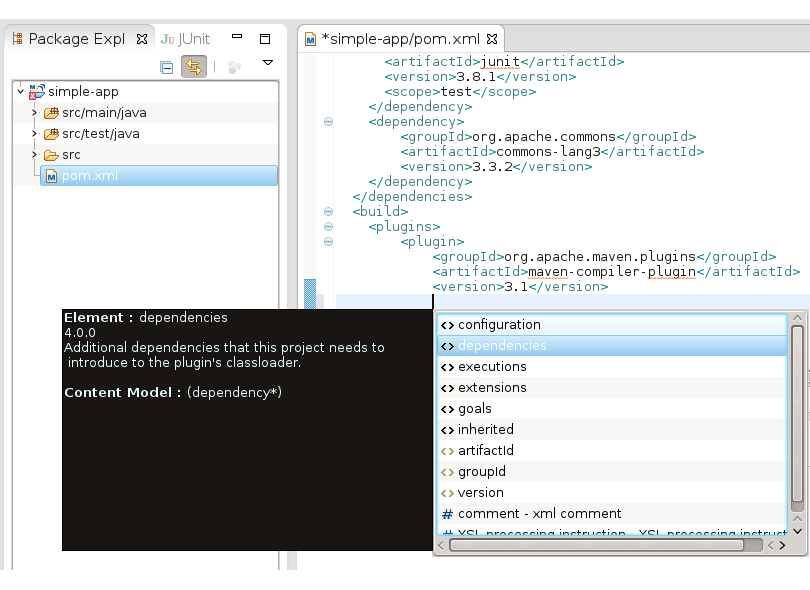 Package Expl
JUnit
simple-app
src/main/java
src/test/java
src
pom.xml
*simple-app/pom.xml
<artifactId>junit</artifactId>
<version>3.8.1</version>
<scope>test</scope>
</dependency>
<dependency>
<groupId>org.apache.commons</groupId>
<artifactId>commons-lang3</artifactId>
<version>3.3.2</version>
</dependency>
</dependencies>
<build>
<plugins>
<plugin>
<groupId>org.apache.maven.plugins</groupId>
<artifactId>maven-compiler-plugin</artifactId>
<version>3.1</version>
Element : dependencies
4.0.0
Additional dependencies that this project needs to
introduce to the plugin's classloader.
Content Model : (dependency*)
<> configuration
<> dependencies
<> executions
<> extensions
<> goals
<> inherited
<> artifactId
<> groupId
<> version
# comment - xml comment
# XSL processing instruction - XSL processing instruct